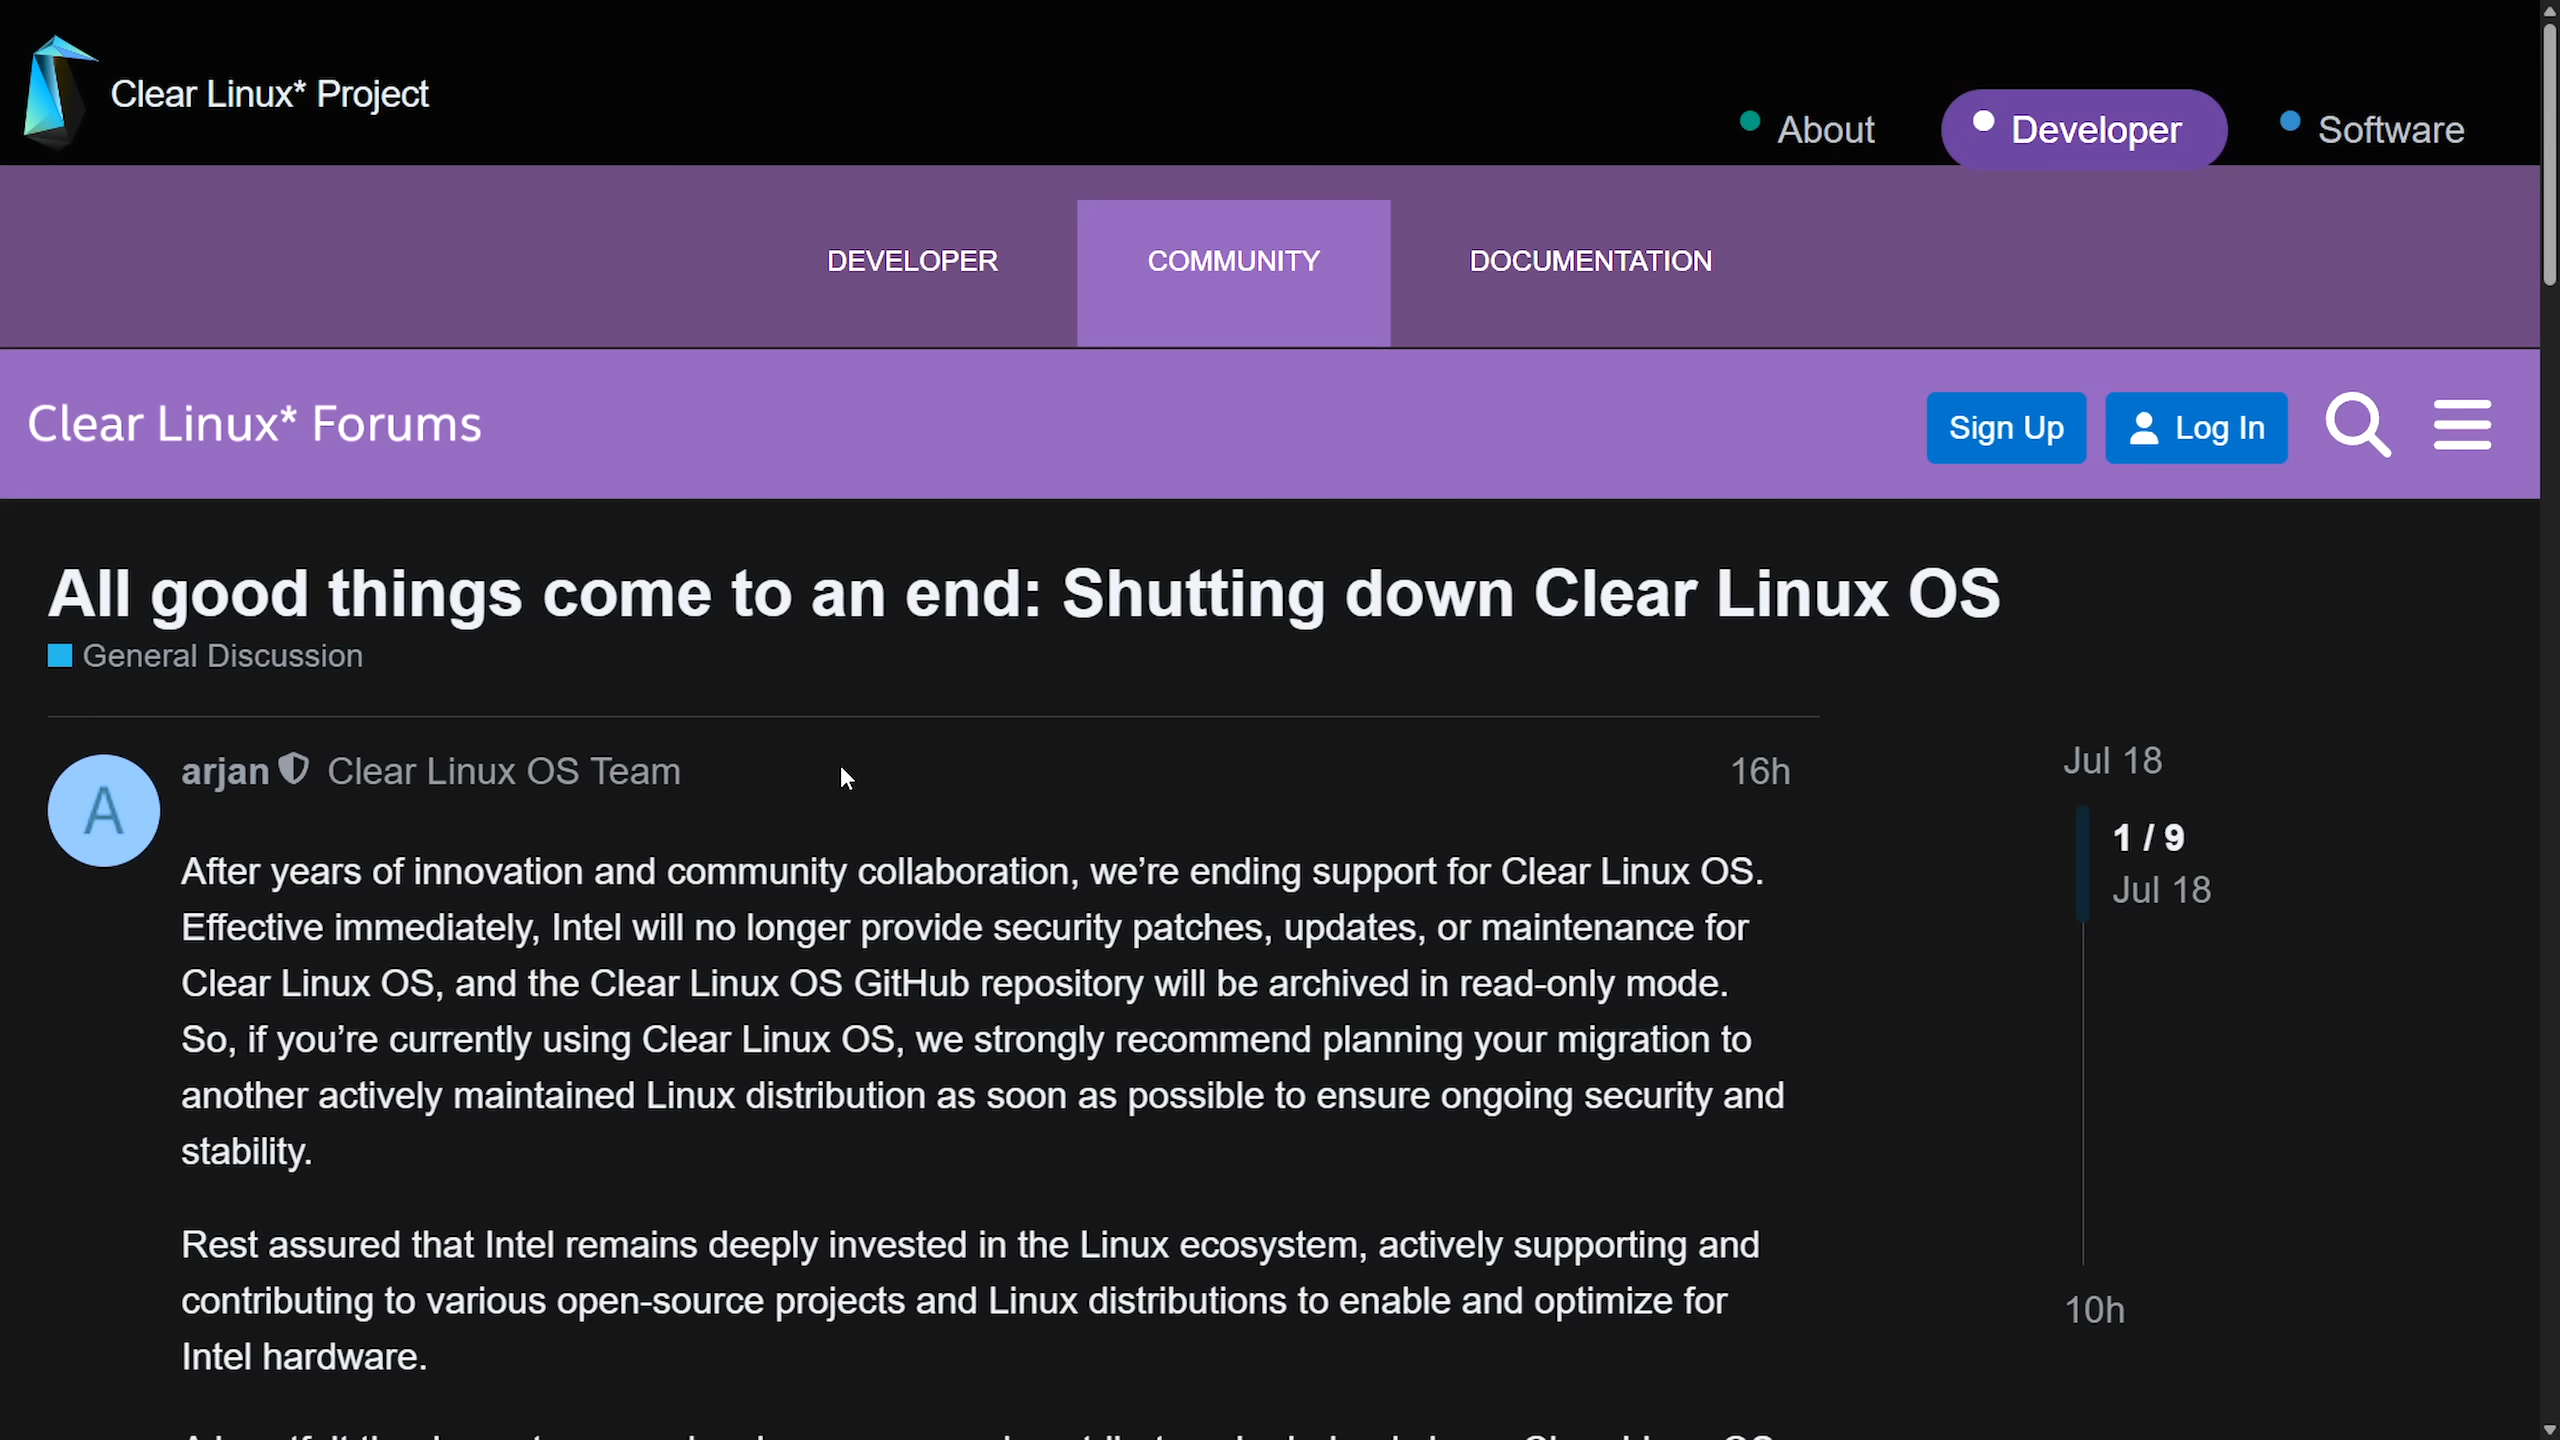 Clear Linux* Project
About
Developer
Software
DEVELOPER
COMMUNITY
DOCUMENTATION
Clear Linux* Forums
Sign Up
Log In
All good things come to an end: Shutting down Clear Linux OS
General Discussion
A
arjan Clear Linux OS Team
16h
After years of innovation and community collaboration, we’re ending support for Clear Linux OS.
Effective immediately, Intel will no longer provide security patches, updates, or maintenance for
Clear Linux OS, and the Clear Linux OS GitHub repository will be archived in read-only mode.
So, if you’re currently using Clear Linux OS, we strongly recommend planning your migration to
another actively maintained Linux distribution as soon as possible to ensure ongoing security and
stability.
Rest assured that Intel remains deeply invested in the Linux ecosystem, actively supporting and
contributing to various open-source projects and Linux distributions to enable and optimize for
Intel hardware.
Jul 18
1 / 9
Jul 18
10h